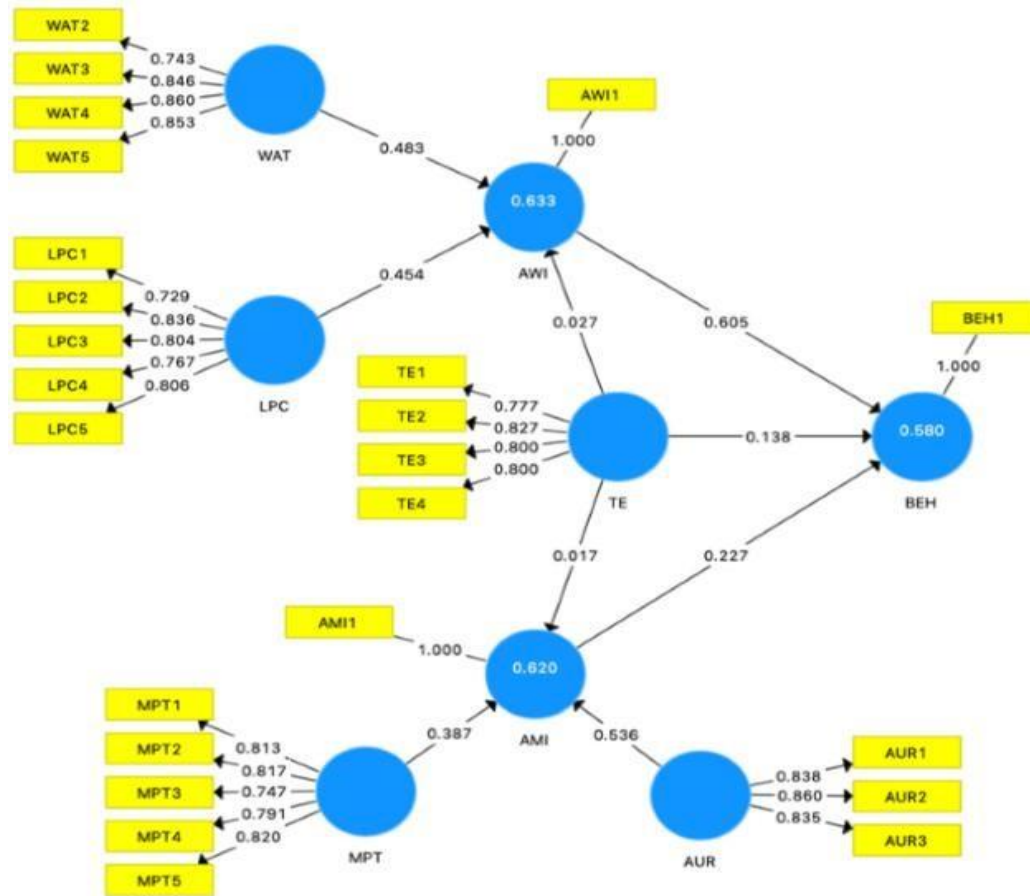 WAT2
WAT3
WAT4
WAT5
0.743
0.846
0.860
0.853
WAT
0.483
AWI1
1.000
0.633
AWI
LPC1
LPC2
LPC3
LPC4
LPC5
0.729
0.836
0.804
0.767
0.806
LPC
0.454
0.027
0.605
BEH1
1.000
0.580
BEH
TE1
TE2
TE3
TE4
0.777
0.827
0.800
0.800
TE
0.138
0.017
0.227
AMI1
1.000
0.620
AMI
MPT1
MPT2
MPT3
MPT4
MPT5
0.813
0.817
0.747
0.791
0.820
MPT
0.387
0.536
AUR
0.838
0.860
0.835
AUR1
AUR2
AUR3